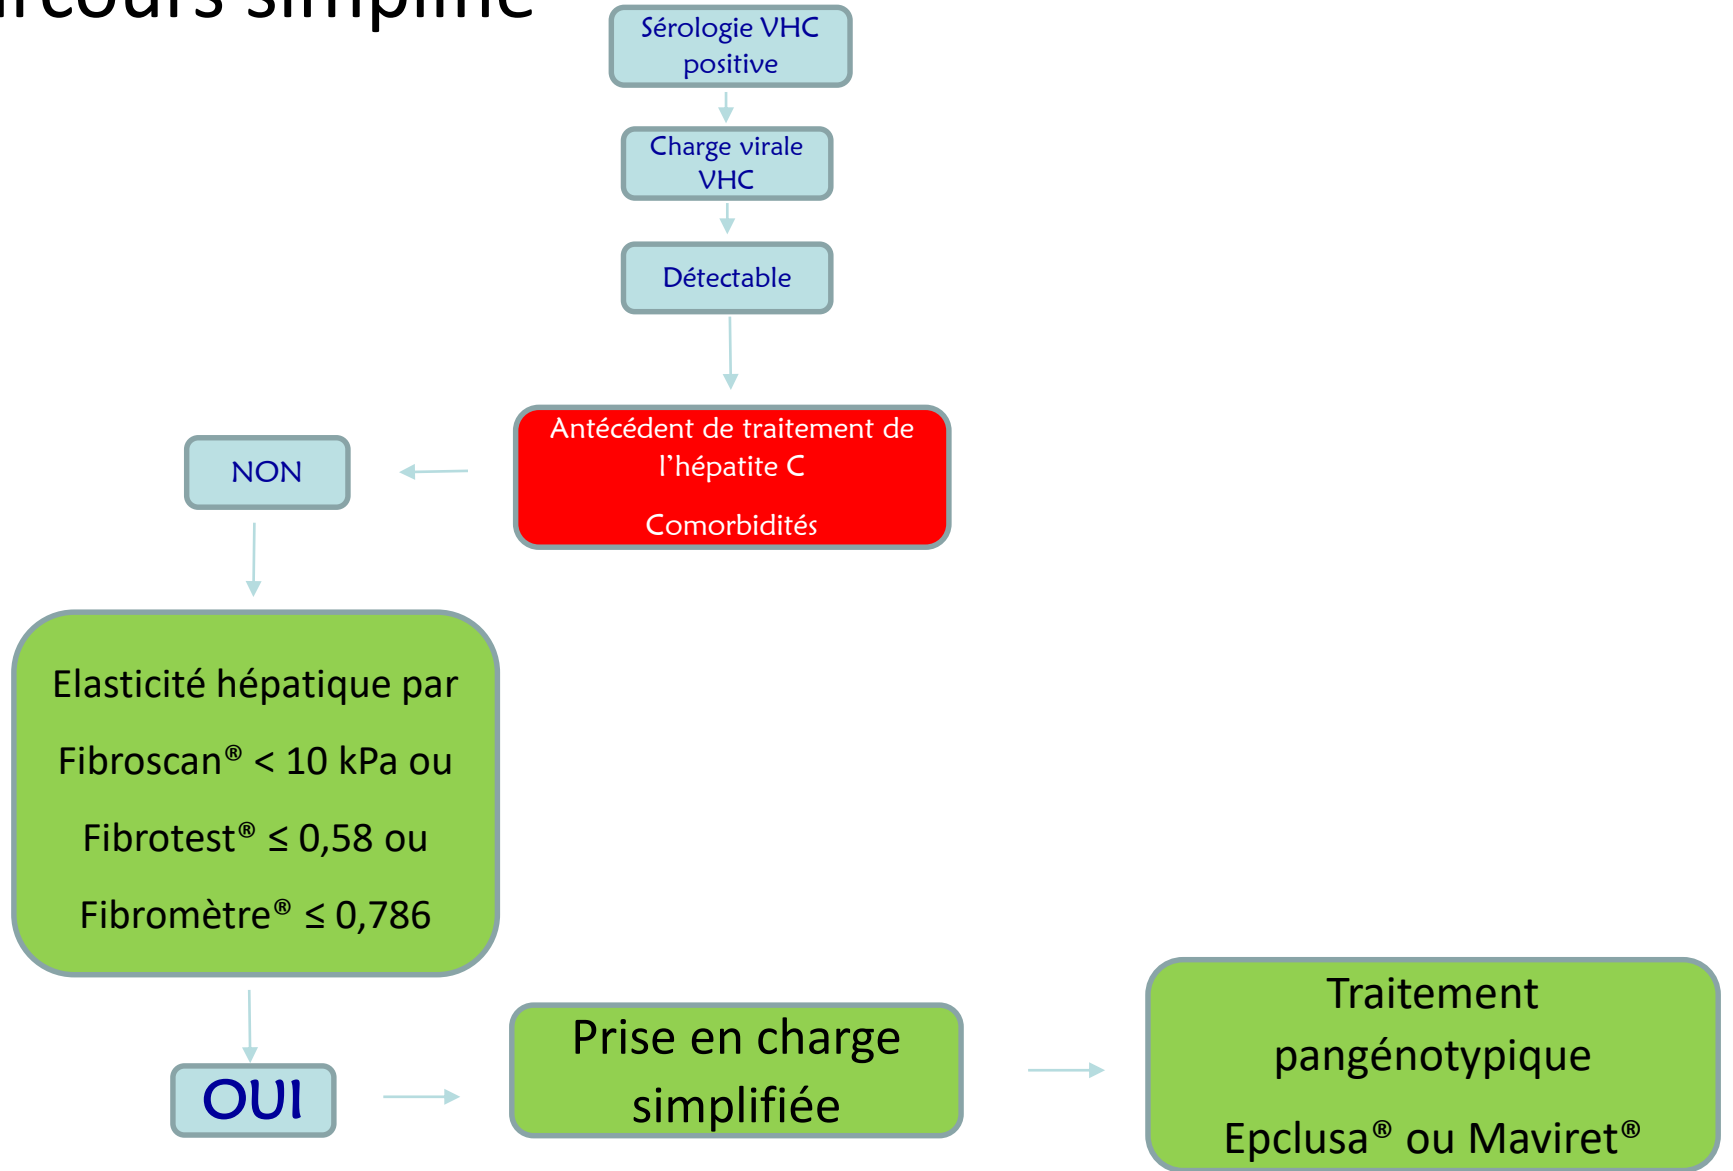 rcours simplifié
Sérologie VHC
positive
Charge virale
VHC
Détectable
Antécédent de traitement de
l'hépatite C
Comorbidités
NON
Elasticité hépatique par
Fibroscan® < 10 kPa ou
Fibrotest® ≤ 0,58 ou
Fibromètre® ≤ 0,786
OUI
Prise en charge
simplifiée
Traitement
pangénotypique
Epclusa® ou Maviret®